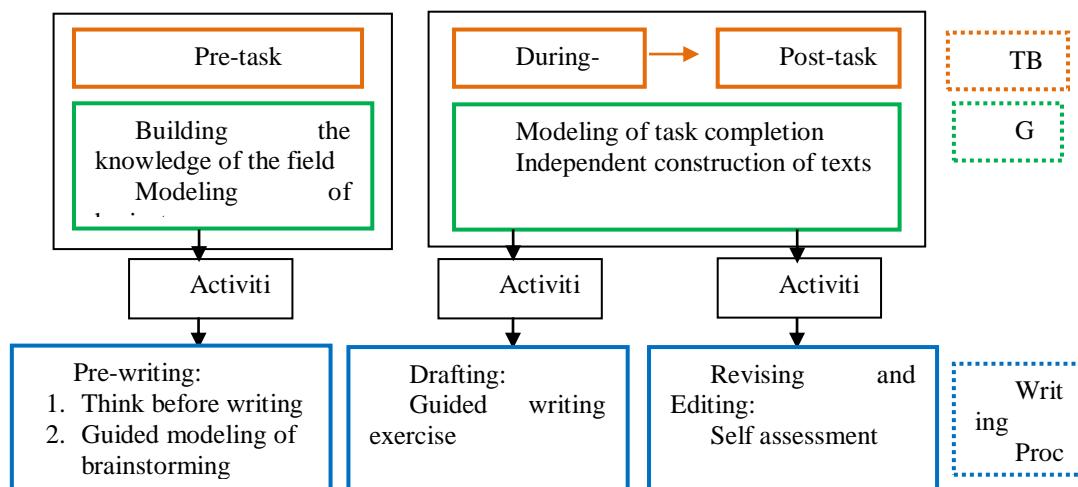 Pre-task
During-
Post-task
TB
Building the
knowledge of the field
Modeling of
Modeling of task completion
Independent construction of texts
G
Activiti
Activiti
Activiti
Pre-writing:
1. Think before writing
2. Guided modeling of
brainstorming
Drafting:
Guided writing
exercise
Revising and
Editing:
Self assessment
Writ
ing
Proc